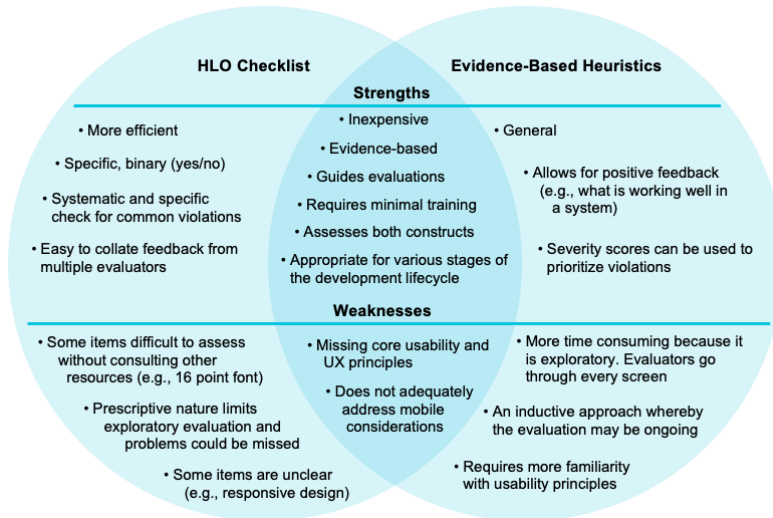 HLO Checklist
Evidence-Based Heuristics
Strengths
• More efficient
• Specific, binary (yes/no)
• Systematic and specific
check for common violations
• Easy to collate feedback from
multiple evaluators
• Inexpensive
• Evidence-based
• Guides evaluations
• Requires minimal training
• Assesses both constructs
• Appropriate for various stages of
the development lifecycle
• General
• Allows for positive feedback
(e.g., what is working well in
a system)
• Severity scores can be used to
prioritize violations
Weaknesses
• Some items difficult to assess
without consulting other
resources (e.g., 16 point font)
• Prescriptive nature limits
exploratory evaluation and
problems could be missed
• Some items are unclear
(e.g., responsive design)
• Missing core usability and
UX principles
• Does not adequately
address mobile
considerations
• More time consuming because it
is exploratory. Evaluators go
through every screen
• An inductive approach whereby
the evaluation may be ongoing
• Requires more familiarity
with usability principles